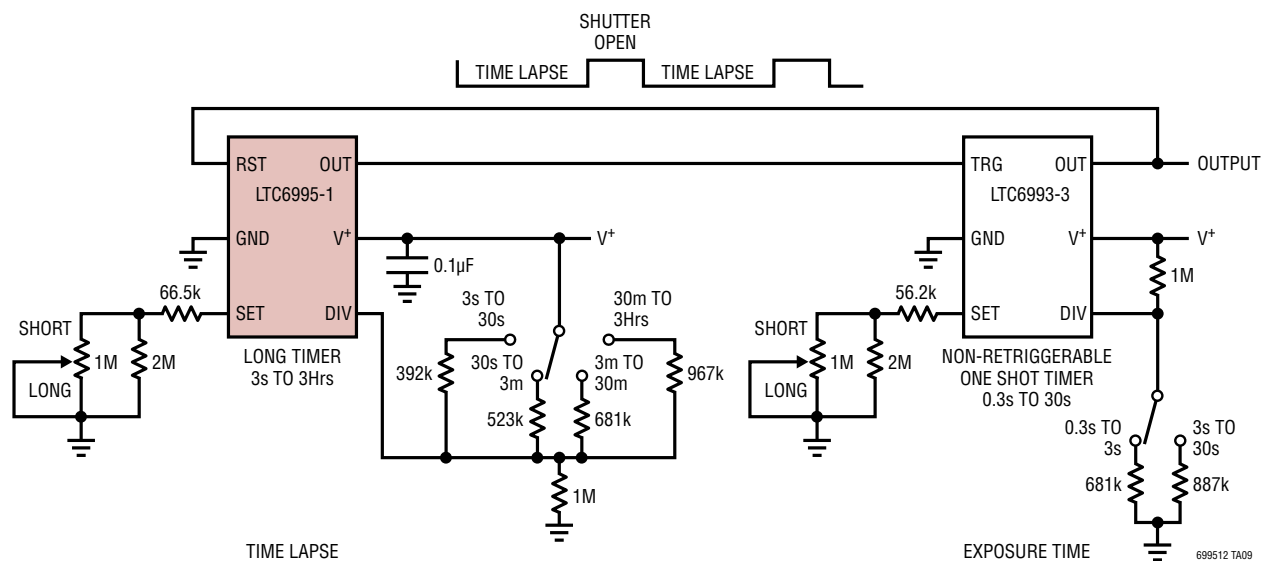 SHUTTER
OPEN
TIME LAPSE
TIME LAPSE
RST
OUT
LTC6995-1
GND
V+
SET
DIV
LONG TIMER
3s TO 3Hrs
66.5k
SHORT
1M
2M
LONG
0.1µF
V+
3s TO
30s
30s TO
3m
30m TO
3Hrs
3m TO
30m
392k
523k
681k
967k
1M
TIME LAPSE
TRG
OUT
LTC6993-3
GND
V+
SET
DIV
NON-RETRIGGERABLE
ONE SHOT TIMER
0.3s TO 30s
OUTPUT
V+
1M
56.2k
SHORT
1M
2M
LONG
0.3s TO
3s
3s TO
30s
681k
887k
EXPOSURE TIME
699512 TA09